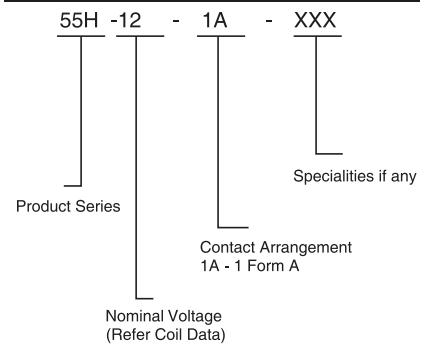 55H -12 - 1A - XXX
Specialities if any
Product Series
Contact Arrangement
1A - 1 Form A
Nominal Voltage
(Refer Coil Data)